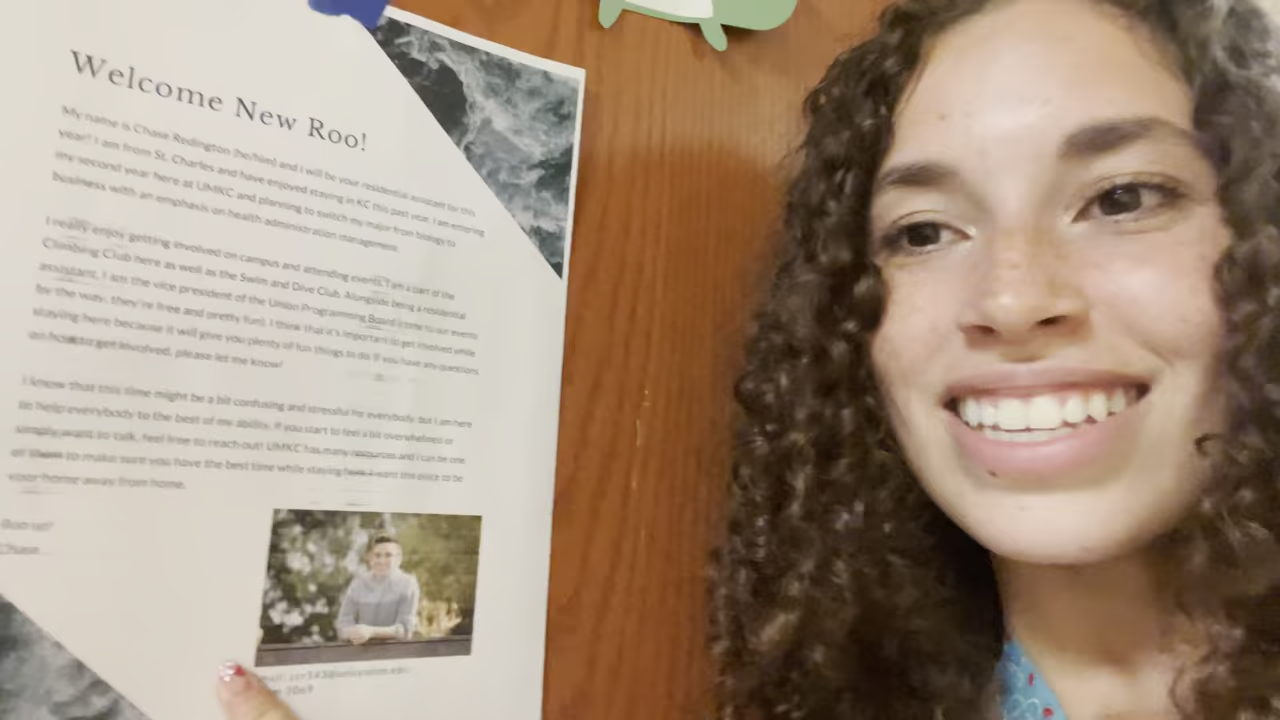 Welcome New Roo!
My name is Chase Redington (he/him) and I will be your residential assistant for this
year! I am from St. Charles and have enjoyed staying in KC this past year. I am entering
my second year here at UMKC and planning to switch my major from biology to
business with an emphasis on health administration management.
I really enjoy getting involved on campus and attending events. I am a part of the
Climbing Club here as well as the Swim and Dive Club. Alongside being a residential
assistant, I am the vice president of the Union Programming Board (come to our events
by the way, they're free and pretty fun). I think that it's important to get involved while
staying here because it will give you plenty of fun things to do. If you have any questions
on how to get involved, please let me know!
I know that this time might be a bit confusing and stressful for everybody, but I am here
to help everybody to the best of my ability. If you start to feel a bit overwhelmed or
simply want to talk, feel free to reach out! UMKC has many resources and I can be one
of them to make sure you have the best time while staying here. I want this place to be
your home away from home.
Chase